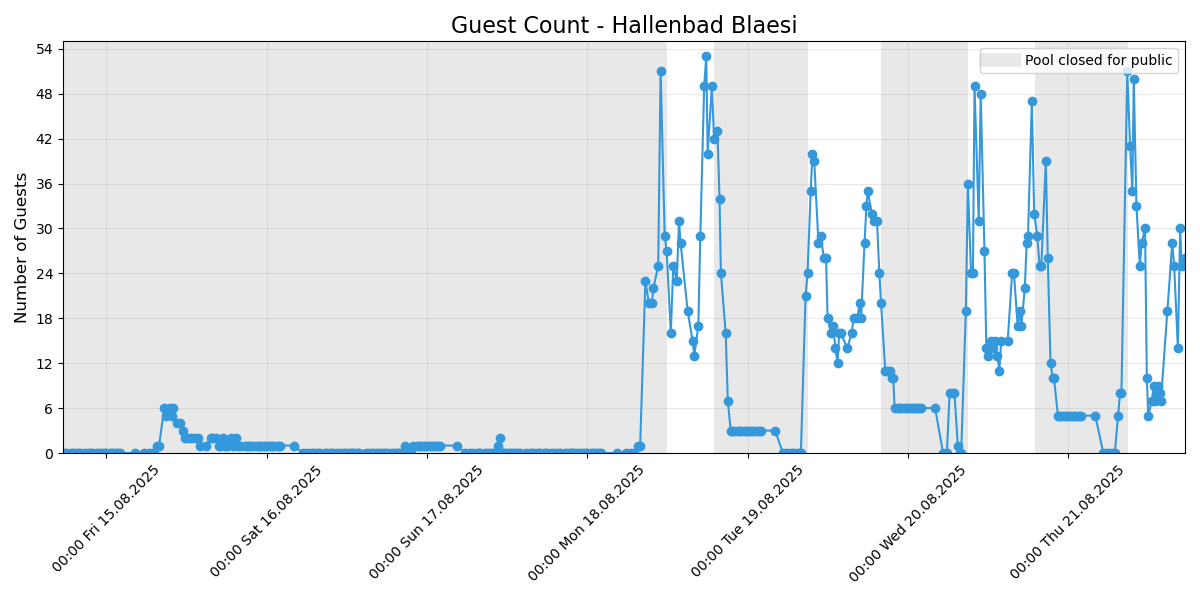 Guest Count - Hallenbad Blaesi
Pool closed for public
Number of Guests
54
48
42
36
30
24
18
12
6
0
00:00 Fri 15.08.2025
00:00 Sat 16.08.2025
00:00 Sun 17.08.2025
00:00 Mon 18.08.2025
00:00 Tue 19.08.2025
00:00 Wed 20.08.2025
00:00 Thu 21.08.2025